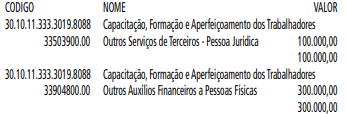 CODIGO NOME VALOR
30.10.11.333.3019.8088 Capacitação, Formação e Aperfeiçoamento dos Trabalhadores
33503900.00 Outros Serviços de Terceiros - Pessoa Jurídica 100.000,00
100.000,00
30.10.11.333.3019.8088 Capacitação, Formação e Aperfeiçoamento dos Trabalhadores
33904800.00 Outros Auxílios Financeiros a Pessoas Físicas 300.000,00
300.000,00